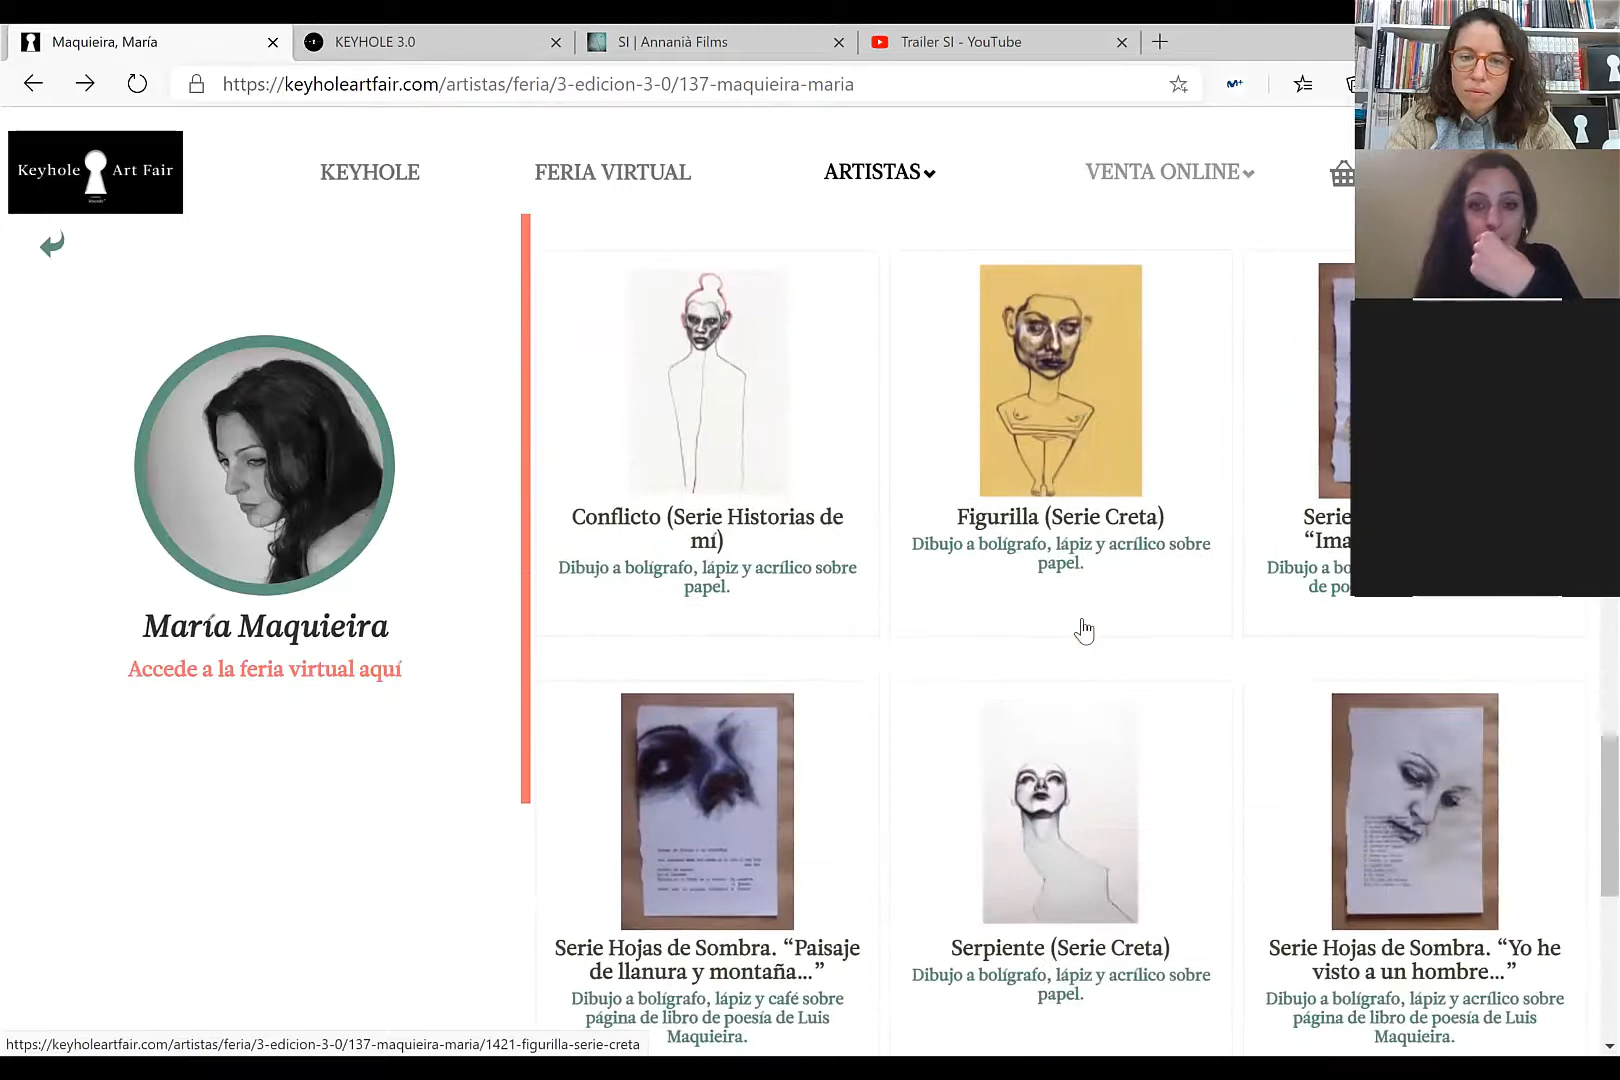 Maquieira, María
KEYHOLE 3.0
SI | Annanià Films
Trailer SI - YouTube
https://keyholeartfair.com/artistas/feria/3-edicion-3-0/137-maquieira-maria
Keyhole Art Fair
KEYHOLE
FERIA VIRTUAL
ARTISTAS
VENTA ONLINE
María Maquieira
Accede a la feria virtual aquí
Conflicto (Serie Historias de
mí)
Dibujo a bolígrafo, lápiz y acrílico sobre
papel.
Figurilla (Serie Creta)
Dibujo a bolígrafo, lápiz y acrílico sobre
papel.
Serie
“Ima
Dibujo a bo
de po
Serie Hojas de Sombra. “Paisaje
de llanura y montaña...”
Dibujo a bolígrafo, lápiz y café sobre
página de libro de poesía de Luis
Maquieira.
Serpiente (Serie Creta)
Dibujo a bolígrafo, lápiz y acrílico sobre
papel.
Serie Hojas de Sombra. “Yo he
visto a un hombre...”
Dibujo a bolígrafo, lápiz y acrílico sobre
página de libro de poesía de Luis
Maquieira.
https://keyholeartfair.com/artistas/feria/3-edicion-3-0/137-maquieira-maria/1421-figurilla-serie-creta